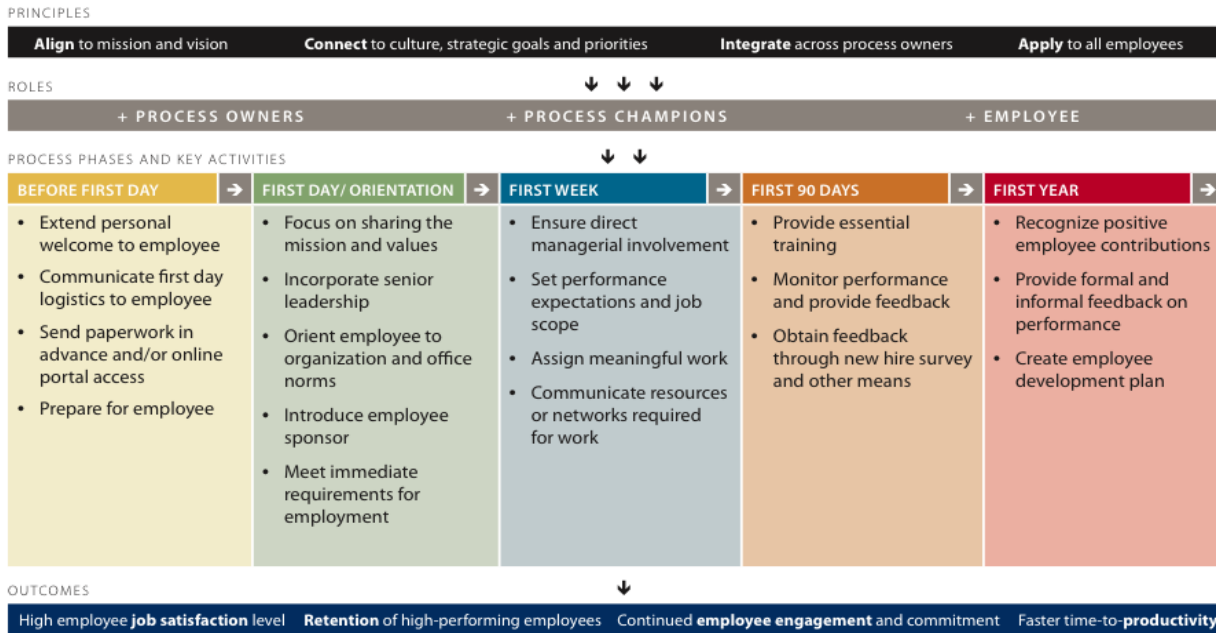 PRINCIPLES
Align to mission and vision Connect to culture, strategic goals and priorities Integrate across process owners Apply to all employees
ROLES
+ PROCESS OWNERS + PROCESS CHAMPIONS + EMPLOYEE
PROCESS PHASES AND KEY ACTIVITIES
BEFORE FIRST DAY
• Extend personal
welcome to employee
• Communicate first day
logistics to employee
• Send paperwork in
advance and/or online
portal access
• Prepare for employee
FIRST DAY/ ORIENTATION
• Focus on sharing the
mission and values
• Incorporate senior
leadership
• Orient employee to
organization and office
norms
• Introduce employee
sponsor
• Meet immediate
requirements for
employment
FIRST WEEK
• Ensure direct
managerial involvement
• Set performance
expectations and job
scope
• Assign meaningful work
• Communicate resources
or networks required
for work
FIRST 90 DAYS
• Provide essential
training
• Monitor performance
and provide feedback
• Obtain feedback
through new hire survey
and other means
FIRST YEAR
• Recognize positive
employee contributions
• Provide formal and
informal feedback on
performance
• Create employee
development plan
OUTCOMES
High employee job satisfaction level Retention of high-performing employees Continued employee engagement and commitment Faster time-to-productivity